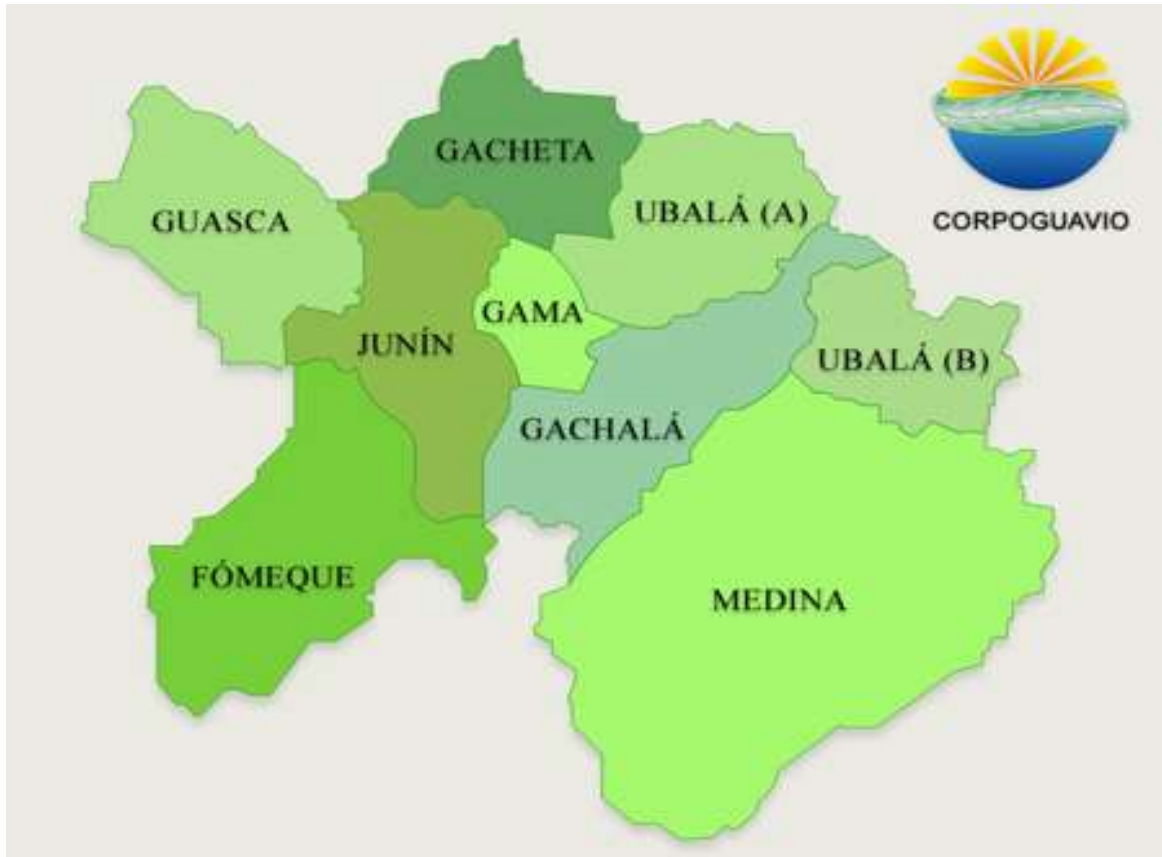 GACHETA
GUASCA
UBALÁ (A)
CORPOGUAVIO
GAMA
JUNÍN
UBALÁ (B)
GACHALÁ
FÓMEQUE
MEDINA